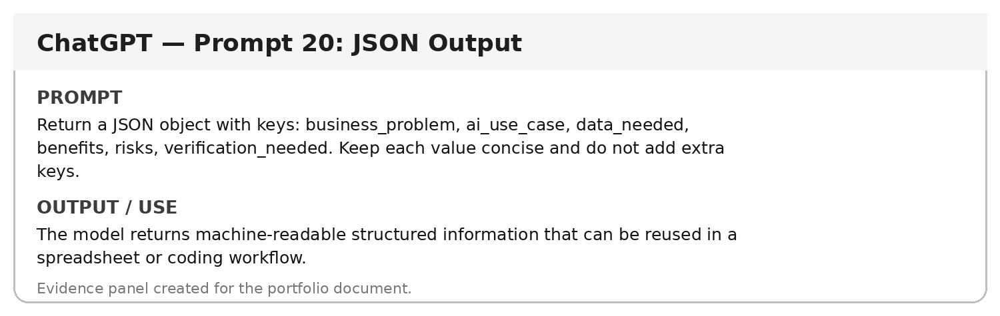 ChatGPT — Prompt 20: JSON Output
PROMPT
Return a JSON object with keys: business_problem, ai_use_case, data_needed,
benefits, risks, verification_needed. Keep each value concise and do not add extra
keys.
OUTPUT / USE
The model returns machine-readable structured information that can be reused in a
spreadsheet or coding workflow.
Evidence panel created for the portfolio document.